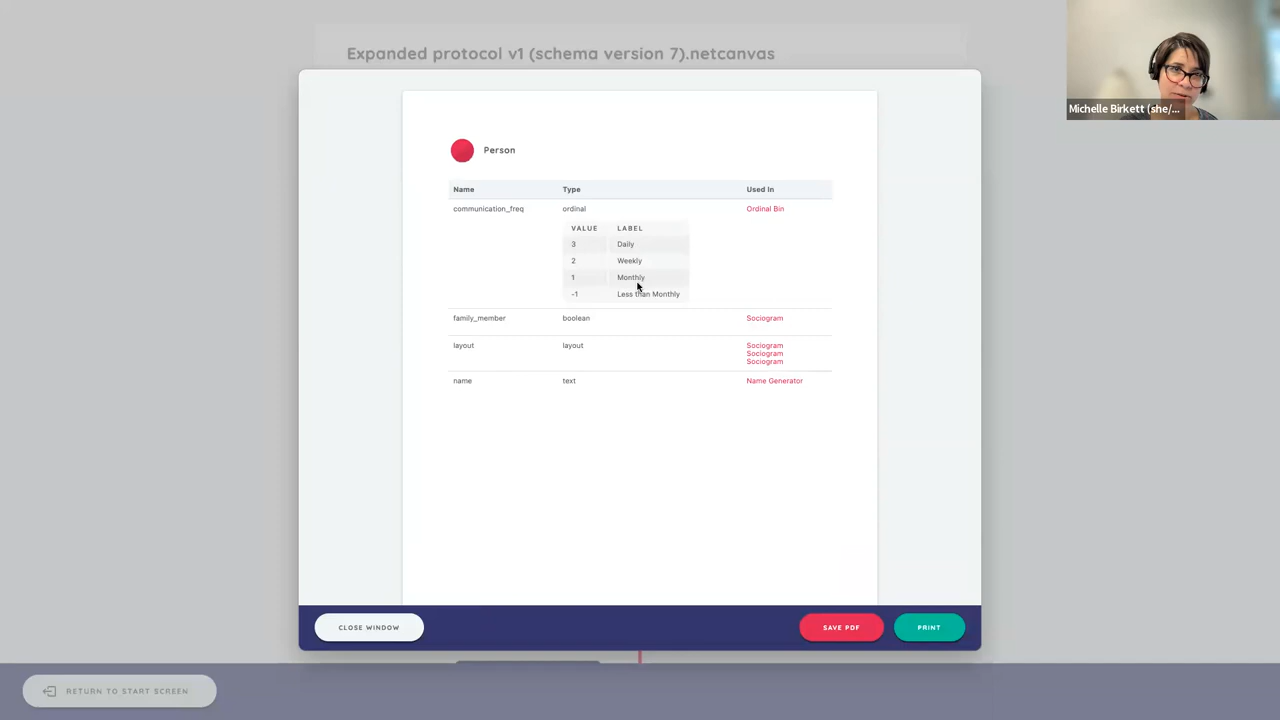 Expanded protocol v1 (schema version 7).netcanvas
Michelle Birkett (she/...
Person
Name Type Used In
communication_freq ordinal Ordinal Bin
VALUE LABEL
3 Daily
2 Weekly
1 Monthly
-1 Less than Monthly
family_member boolean Sociogram
layout layout Sociogram
Sociogram
Sociogram
name text Name Generator
CLOSE WINDOW SAVE PDF PRINT
RETURN TO START SCREEN